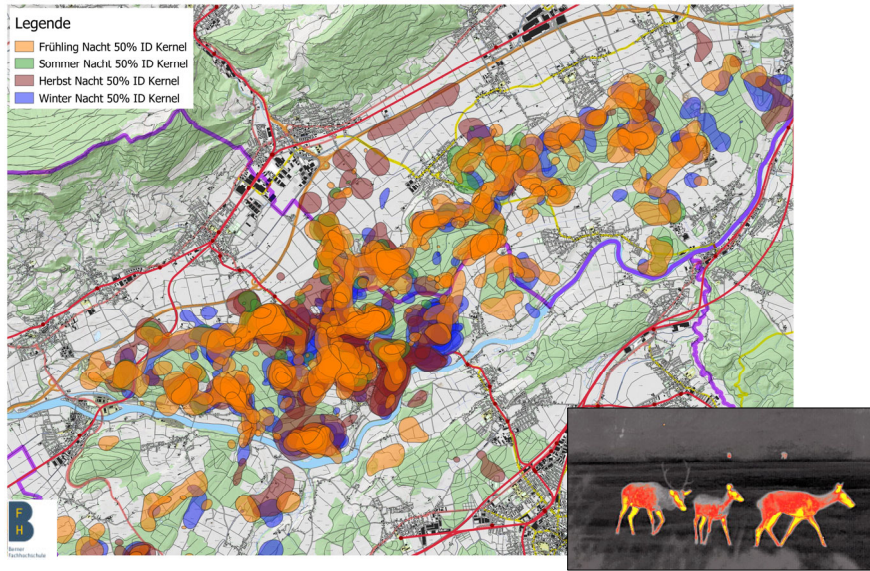 Legende
Frühling Nacht 50% ID Kernel
Sommer Nacht 50% ID Kernel
Herbst Nacht 50% ID Kernel
Winter Nacht 50% ID Kernel
F
B
H
Berner
Fachhochschule